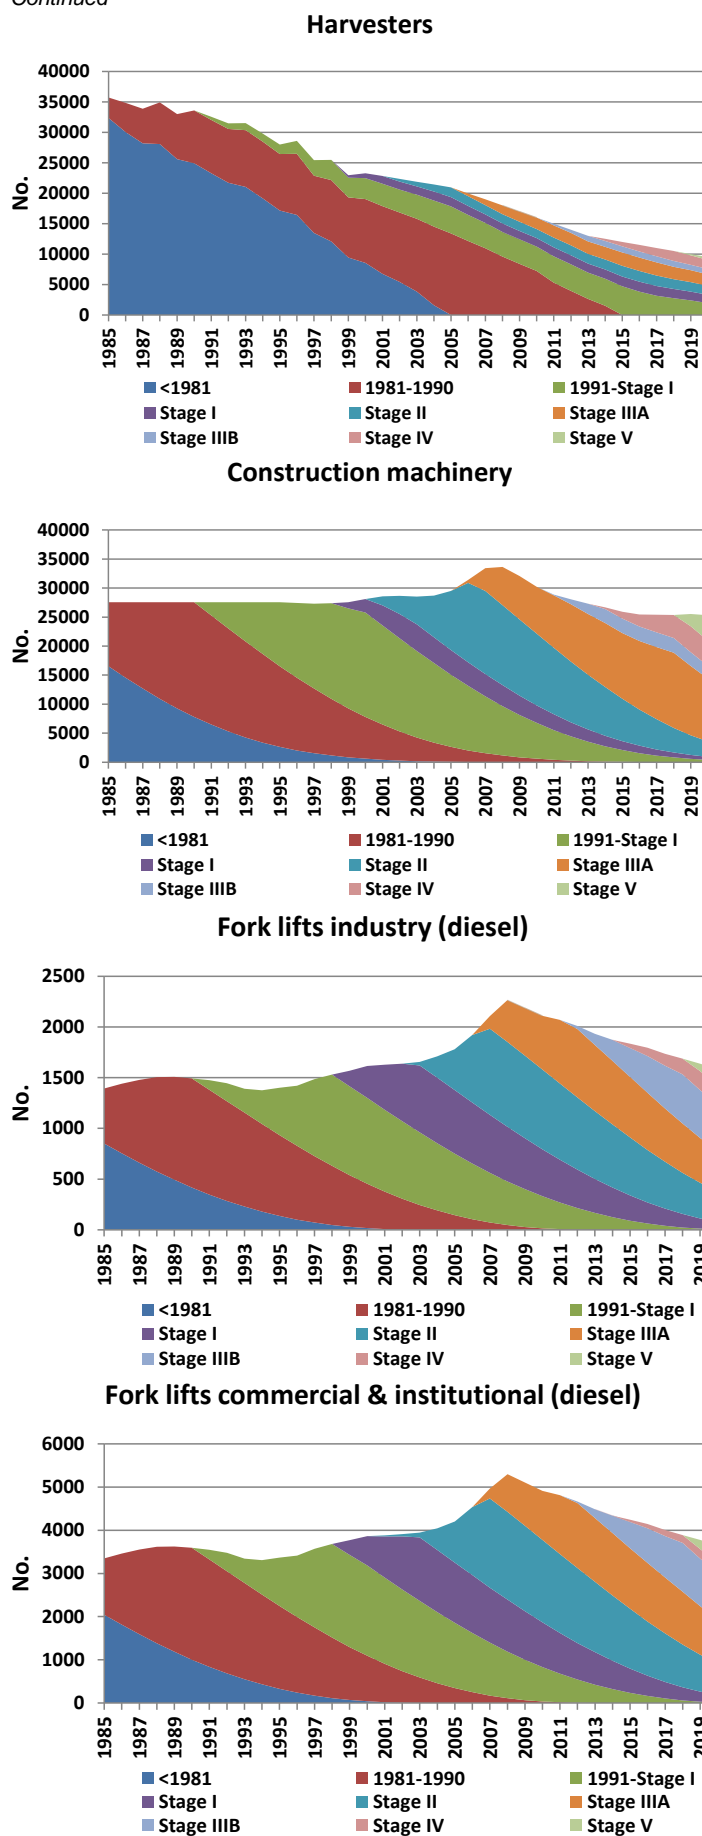 Continued
Harvesters
40000
35000
30000
25000
20000
15000
10000
5000
0
No.
1985 1987 1989 1991 1993 1995 1997 1999 2001 2003 2005 2007 2009 2011 2013 2015 2017 2019
<1981 1981-1990 1991-Stage I
Stage I Stage II Stage IIIA
Stage IIIB Stage IV Stage V
Construction machinery
40000
35000
30000
25000
20000
15000
10000
5000
0
No.
1985 1987 1989 1991 1993 1995 1997 1999 2001 2003 2005 2007 2009 2011 2013 2015 2017 2019
<1981 1981-1990 1991-Stage I
Stage I Stage II Stage IIIA
Stage IIIB Stage IV Stage V
Fork lifts industry (diesel)
2500
2000
1500
1000
500
0
No.
1985 1987 1989 1991 1993 1995 1997 1999 2001 2003 2005 2007 2009 2011 2013 2015 2017 2019
<1981 1981-1990 1991-Stage I
Stage I Stage II Stage IIIA
Stage IIIB Stage IV Stage V
Fork lifts commercial & institutional (diesel)
6000
5000
4000
3000
2000
1000
0
No.
1985 1987 1989 1991 1993 1995 1997 1999 2001 2003 2005 2007 2009 2011 2013 2015 2017 2019
<1981 1981-1990 1991-Stage I
Stage I Stage II Stage IIIA
Stage IIIB Stage IV Stage V